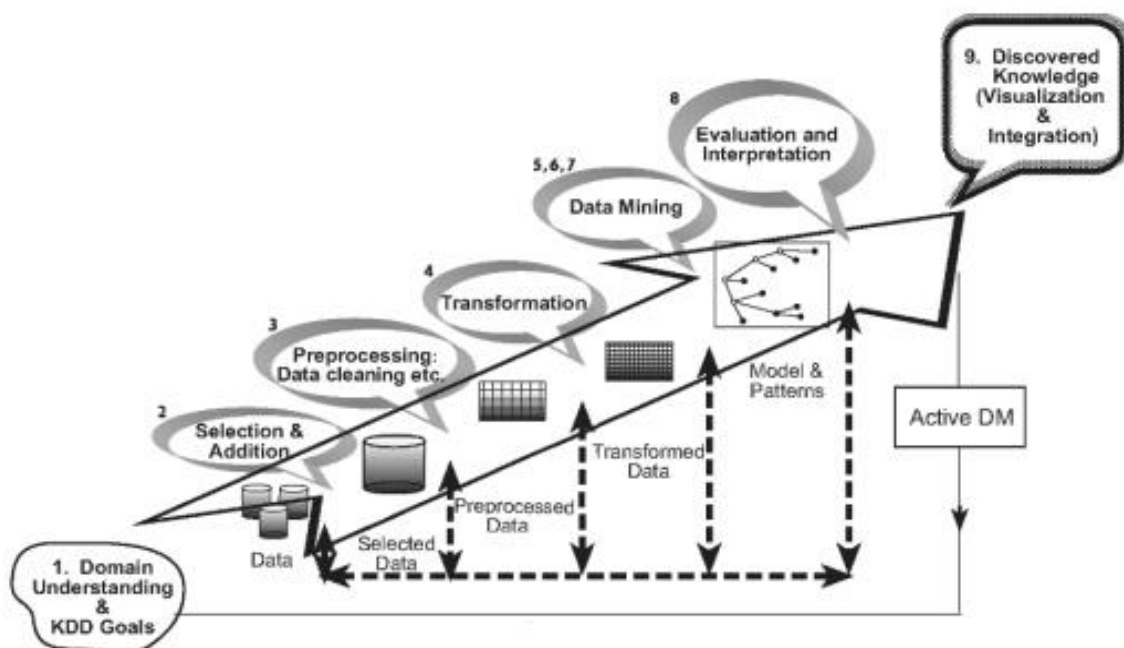 1. Domain
Understanding
&
KDD Goals
2
Selection &
Addition
Data
3
Preprocessing:
Data cleaning etc.
Selected
Data
4
Transformation
Preprocessed
Data
5,6,7
Data Mining
Transformed
Data
8
Evaluation and
Interpretation
Model &
Patterns
9. Discovered
Knowledge
(Visualization
&
Integration)
Active DM